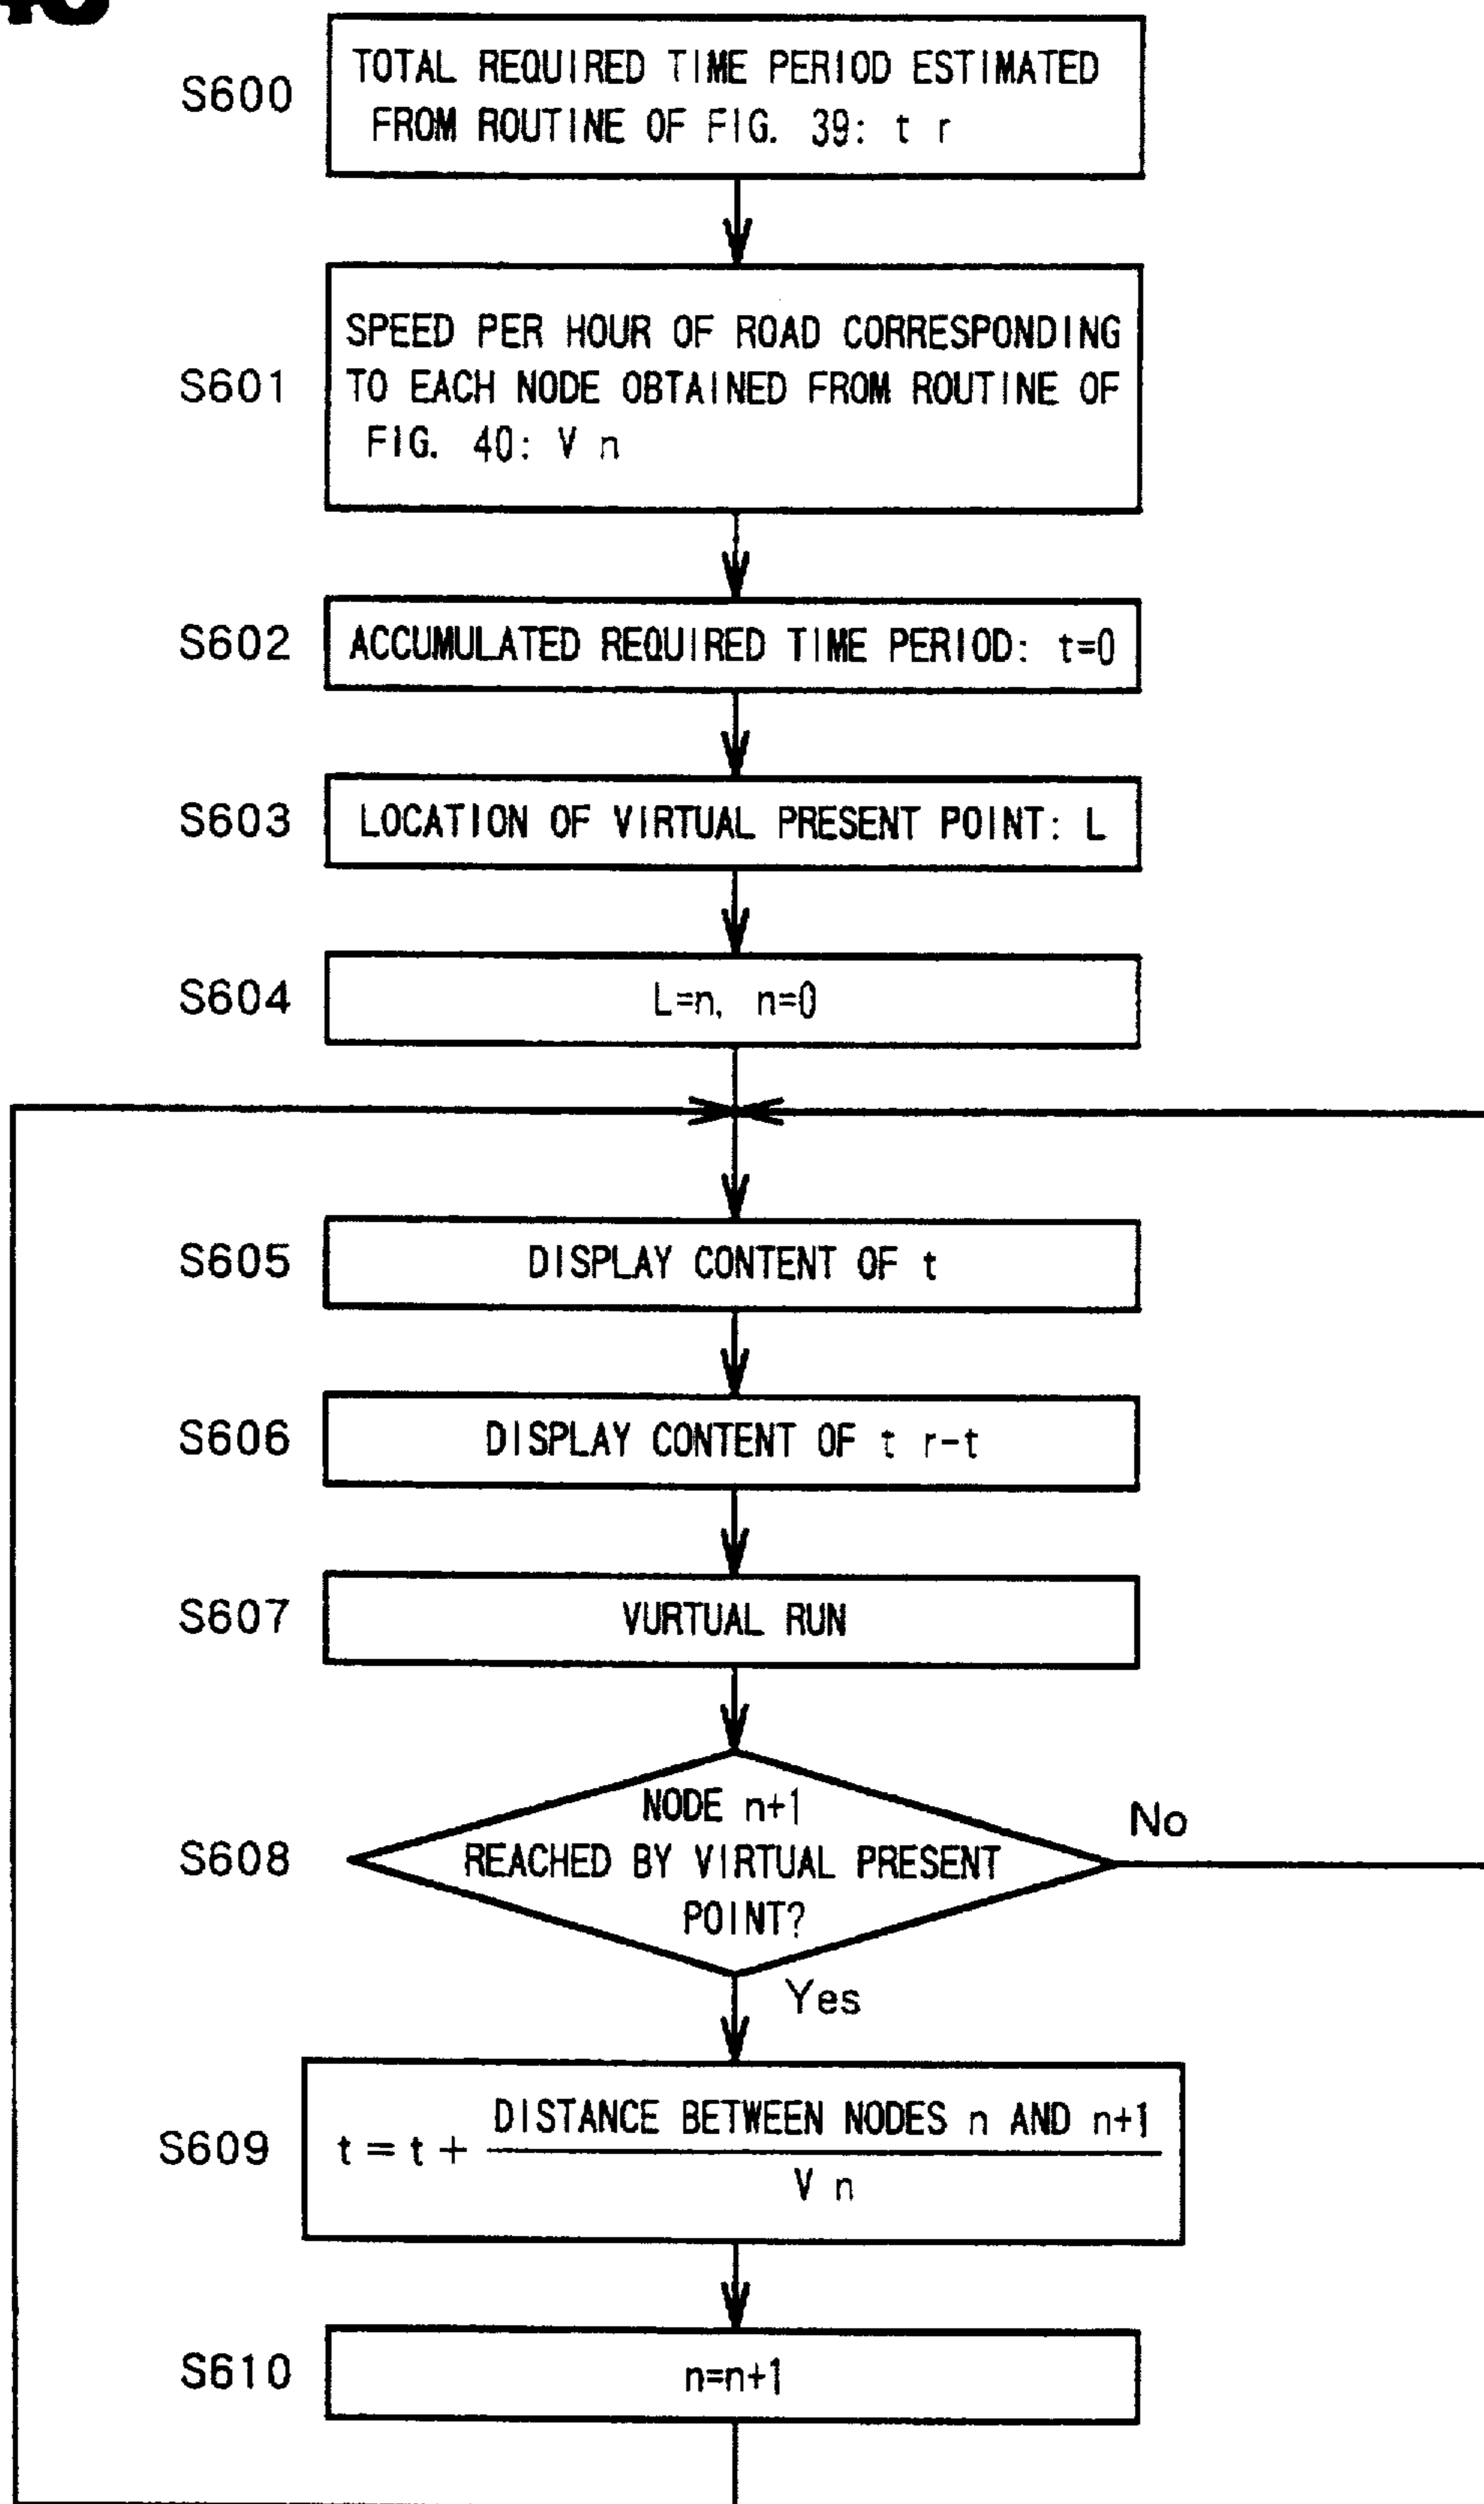 S600
TOTAL REQUIRED TIME PERIOD ESTIMATED
FROM ROUTINE OF FIG. 39: t r
S601
SPEED PER HOUR OF ROAD CORRESPONDING
TO EACH NODE OBTAINED FROM ROUTINE OF
FIG. 40: V n
S602
ACCUMULATED REQUIRED TIME PERIOD: t=0
S603
LOCATION OF VIRTUAL PRESENT POINT: L
S604
L=n, n=0
S605
DISPLAY CONTENT OF t
S606
DISPLAY CONTENT OF t r-t
S607
VURTUAL RUN
S608
NODE n+1
REACHED BY VIRTUAL PRESENT
POINT?
No
Yes
S609
t = t + DISTANCE BETWEEN NODES n AND n+1
V n
S610
n=n+1